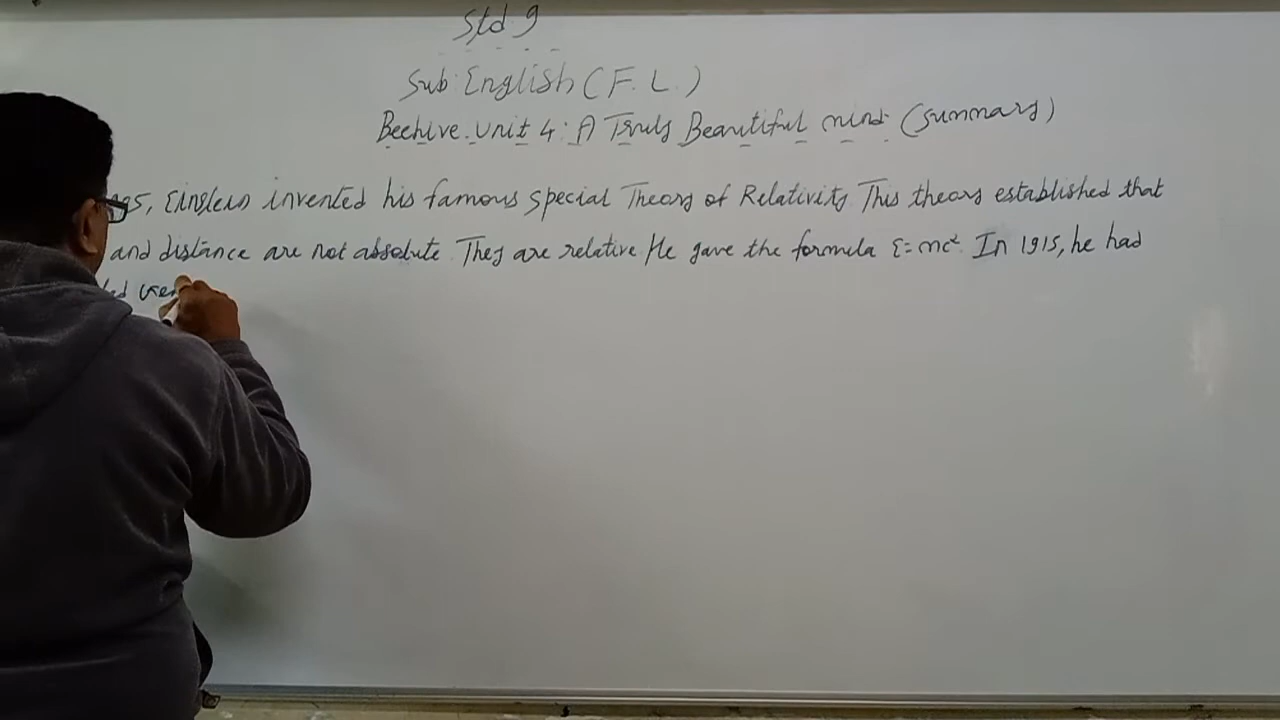 Std 9
Sub: English (F. L.)
Beehive. Unit 4: A Truly Beautiful mind (summary)
invented his famous special Theory of Relativity This theory established that
and distance are not absolute. They are relative. He gave the formula E=mc². In 1915, he had